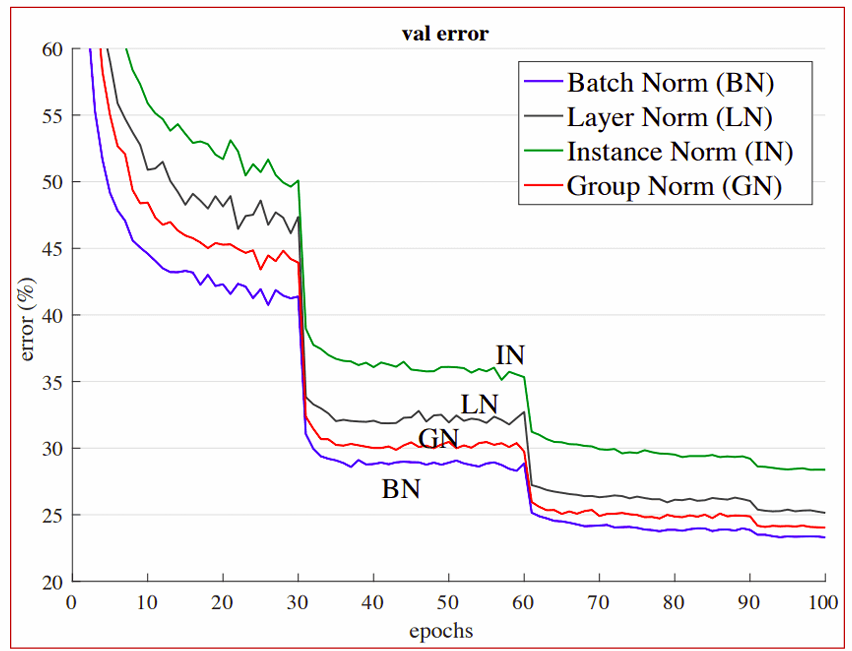 val error
60
55
50
45
40
35
30
25
20
error (%)
Batch Norm (BN)
Layer Norm (LN)
Instance Norm (IN)
Group Norm (GN)
IN
LN
GN
BN
0 10 20 30 40 50 60 70 80 90 100
epochs